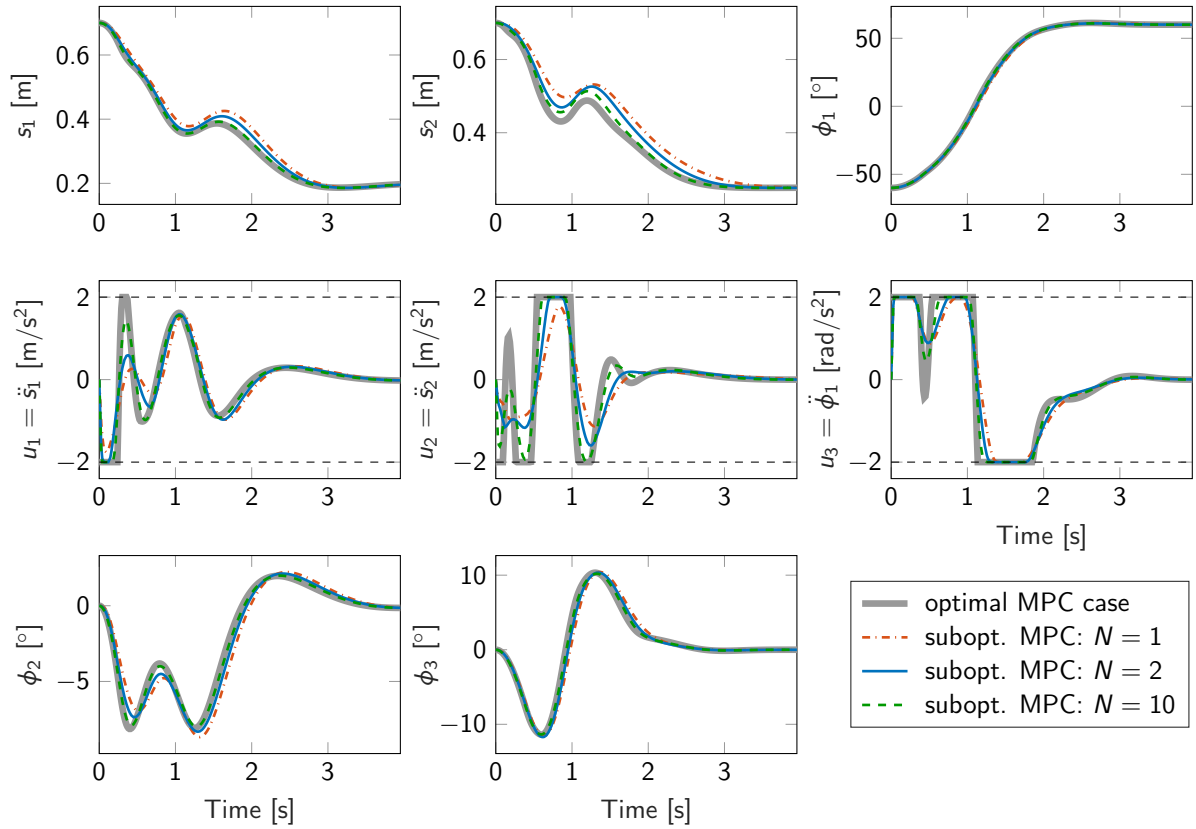 s₁ [m]
0.6
0.4
0.2
0 1 2 3
s₂ [m]
0.6
0.4
0 1 2 3
ϕ₁ [°]
50
0
−50
0 1 2 3
u₁ = s̈₁ [m/s²]
2
0
−2
0 1 2 3
u₂ = s̈₂ [m/s²]
2
0
−2
0 1 2 3
u₃ = ϕ̈₁ [rad/s²]
2
0
−2
0 1 2 3
Time [s]
ϕ₂ [°]
0
−5
0 1 2 3
Time [s]
ϕ₃ [°]
10
0
−10
0 1 2 3
Time [s]
optimal MPC case
subopt. MPC: N = 1
subopt. MPC: N = 2
subopt. MPC: N = 10